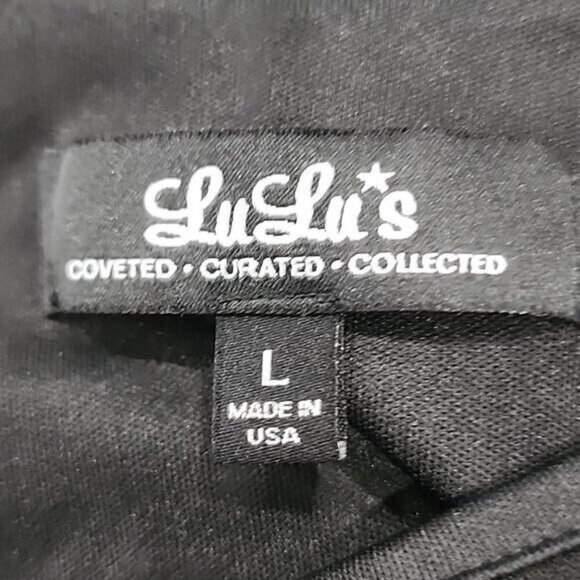 LuLu's
COVETED • CURATED • COLLECTED
L
MADE IN
USA